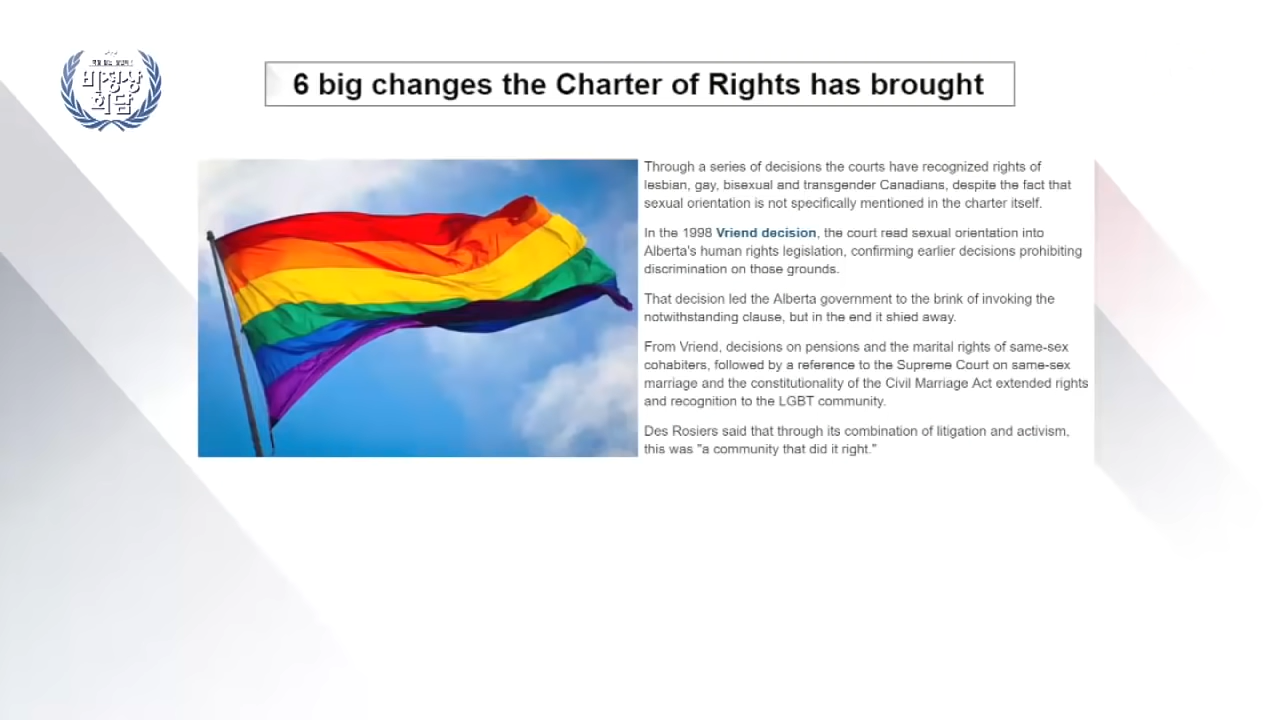 비정상
회담
6 big changes the Charter of Rights has brought
Through a series of decisions the courts have recognized rights of
lesbian, gay, bisexual and transgender Canadians, despite the fact that
sexual orientation is not specifically mentioned in the charter itself.
In the 1998 Vriend decision, the court read sexual orientation into
Alberta's human rights legislation, confirming earlier decisions prohibiting
discrimination on those grounds.
That decision led the Alberta government to the brink of invoking the
notwithstanding clause, but in the end it shied away.
From Vriend, decisions on pensions and the marital rights of same-sex
cohabiters, followed by a reference to the Supreme Court on same-sex
marriage and the constitutionality of the Civil Marriage Act extended rights
and recognition to the LGBT community.
Des Rosiers said that through its combination of litigation and activism,
this was "a community that did it right."